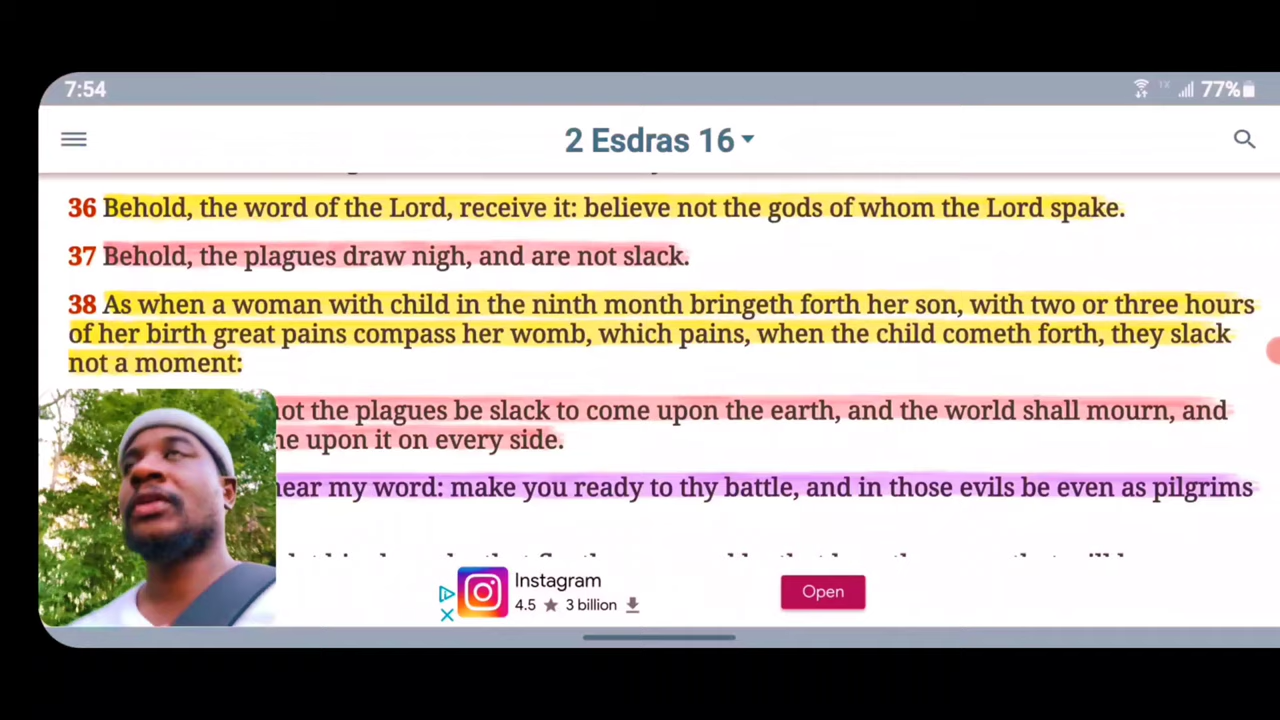 7:54
77%
2 Esdras 16
36 Behold, the word of the Lord, receive it: believe not the gods of whom the Lord spake.
37 Behold, the plagues draw nigh, and are not slack.
38 As when a woman with child in the ninth month bringeth forth her son, with two or three hours
of her birth great pains compass her womb, which pains, when the child cometh forth, they slack
not a moment:
not the plagues be slack to come upon the earth, and the world shall mourn, and
upon it on every side.
hear my word: make you ready to thy battle, and in those evils be even as pilgrims
Instagram
4.5 ★ 3 billion
Open